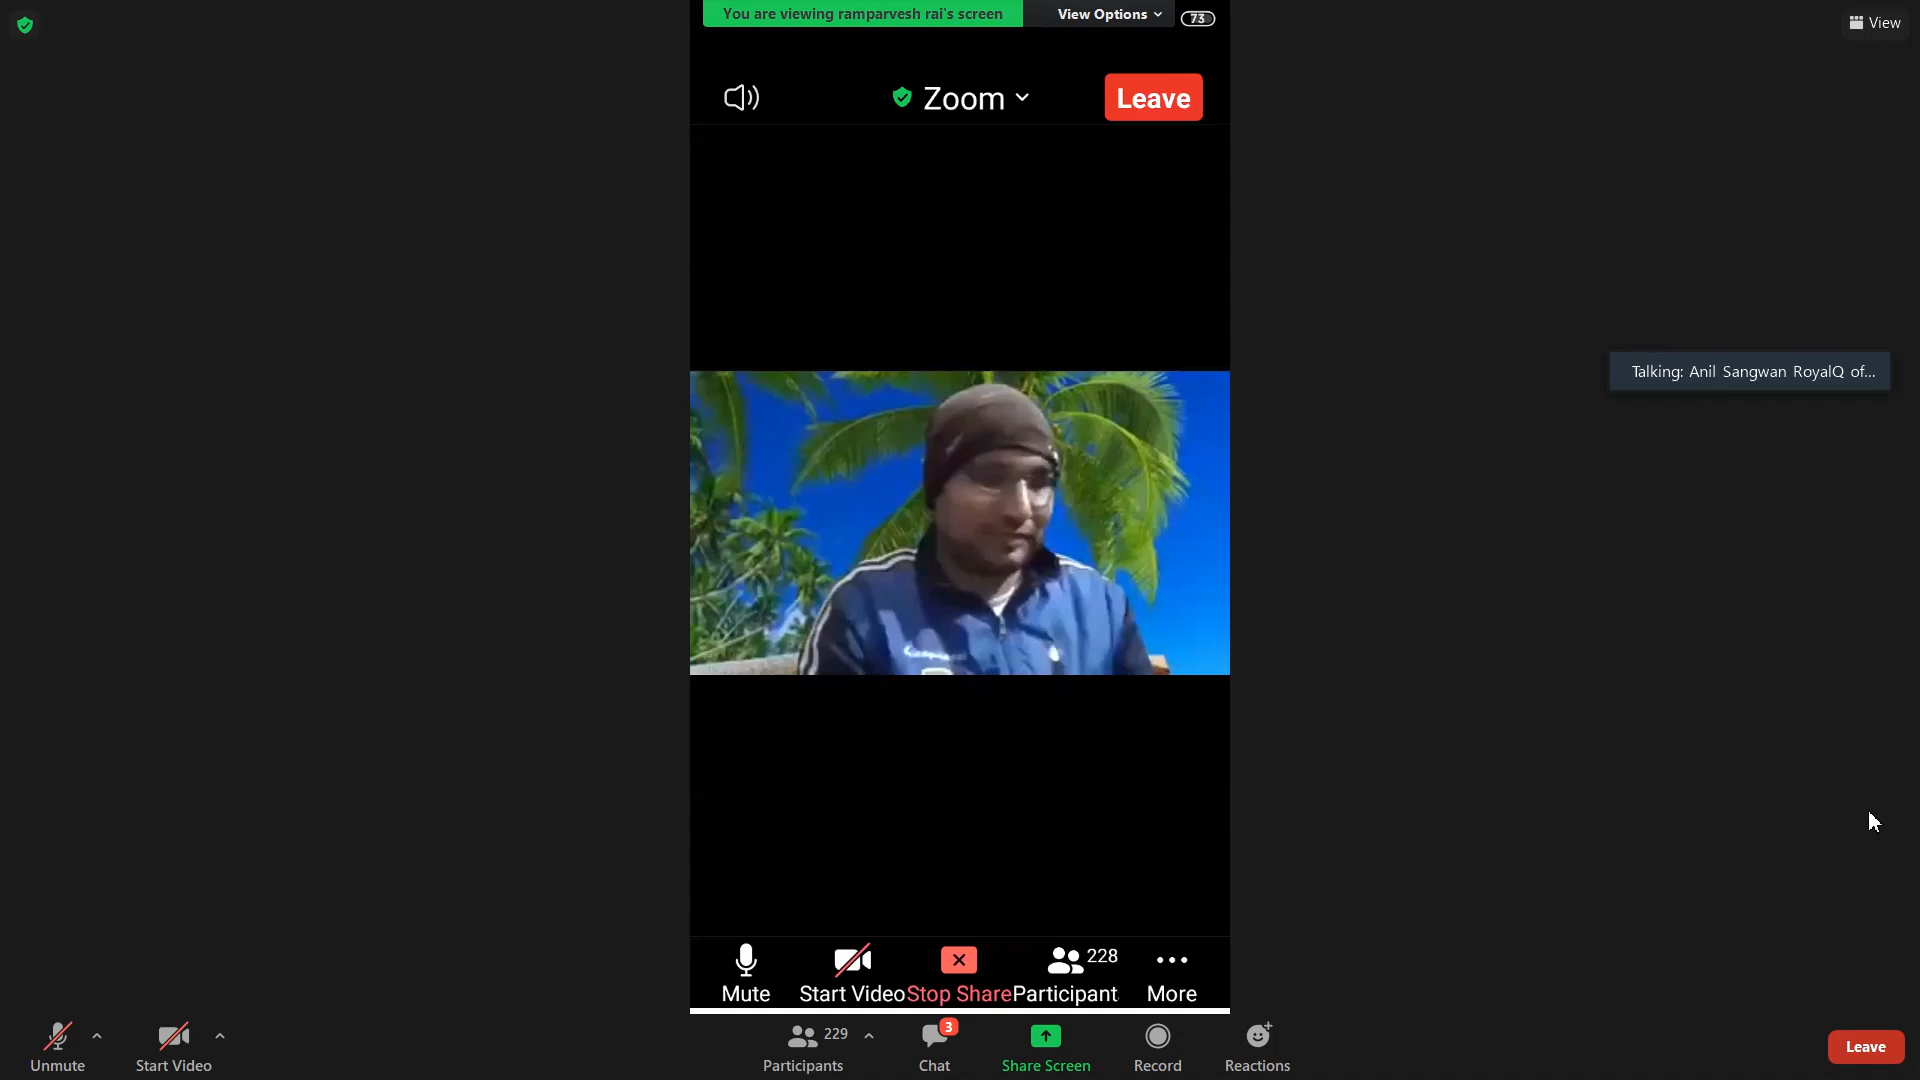 You are viewing ramparvesh rai's screen
View Options
73
View
Zoom
Leave
Talking: Anil Sangwan RoyalQ of...
228
Mute
Start Video
Stop Share
Participant
More
229
3
Unmute
Start Video
Participants
Chat
Share Screen
Record
Reactions
Leave